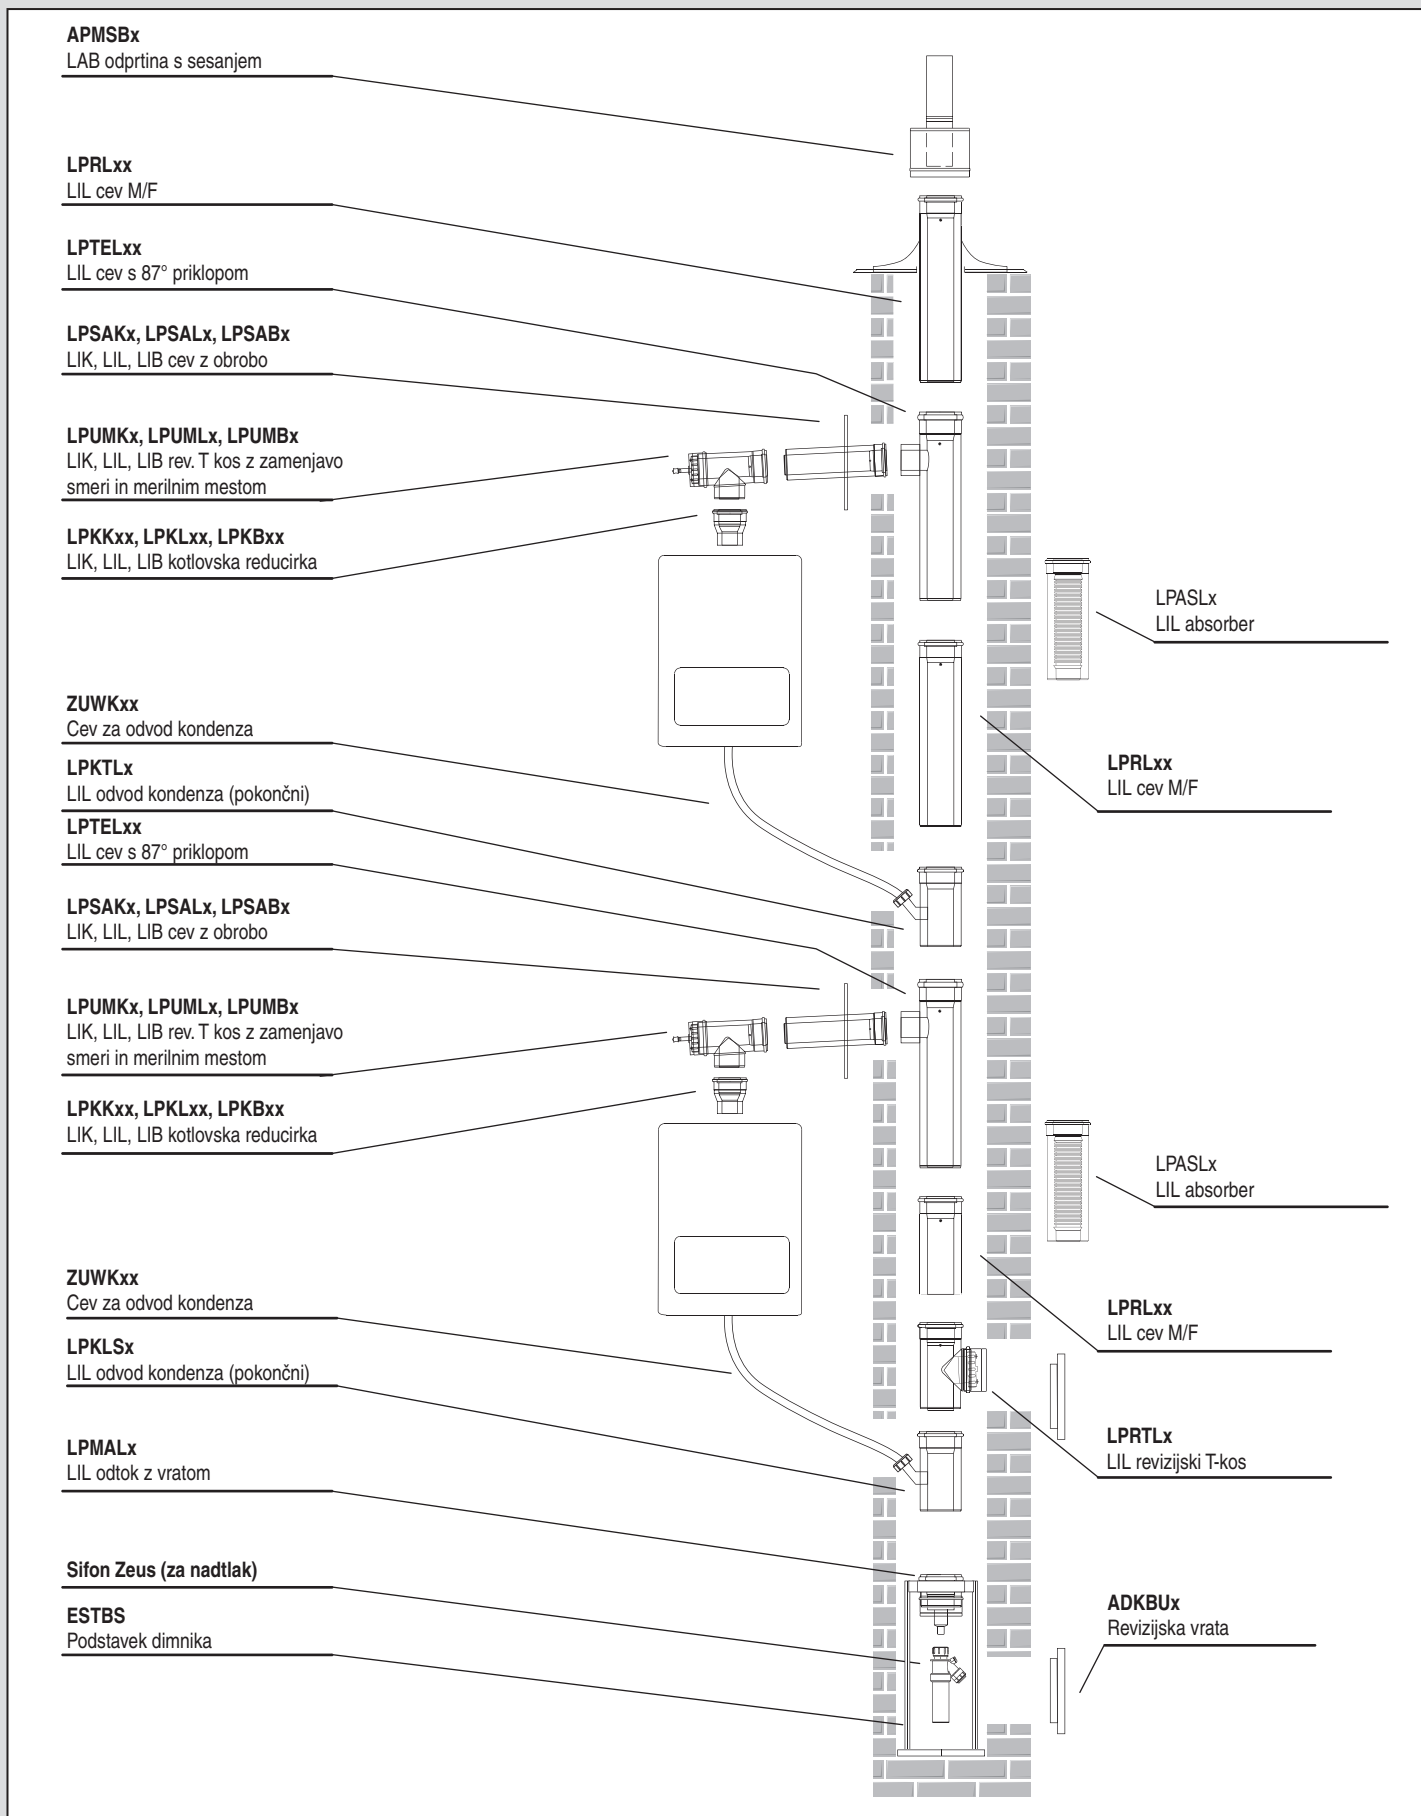 APMSBx
LAB odprtina s sesanjem
LPRLxx
LIL cev M/F
LPTELxx
LIL cev s 87° priklopom
LPSAKx, LPSALx, LPSABx
LIK, LIL, LIB cev z obrobo
LPUMKx, LPUMLx, LPUMBx
LIK, LIL, LIB rev. T kos z zamenjavo
smeri in merilnim mestom
LPKKxx, LPKLxx, LPKBxx
LIK, LIL, LIB kotlovska reducirka
LPASLx
LIL absorber
ZUWKxx
Cev za odvod kondenza
LPRLxx
LIL cev M/F
LPKTLx
LIL odvod kondenza (pokončni)
LPTELxx
LIL cev s 87° priklopom
LPSAKx, LPSALx, LPSABx
LIK, LIL, LIB cev z obrobo
LPUMKx, LPUMLx, LPUMBx
LIK, LIL, LIB rev. T kos z zamenjavo
smeri in merilnim mestom
LPKKxx, LPKLxx, LPKBxx
LIK, LIL, LIB kotlovska reducirka
LPASLx
LIL absorber
ZUWKxx
Cev za odvod kondenza
LPRLxx
LIL cev M/F
LPKLSx
LIL odvod kondenza (pokončni)
LPRTLx
LIL revizijski T-kos
LPMALx
LIL odtok z vratom
Sifon Zeus (za nadtlak)
ESTBS
Podstavek dimnika
ADKBUx
Revizijska vrata